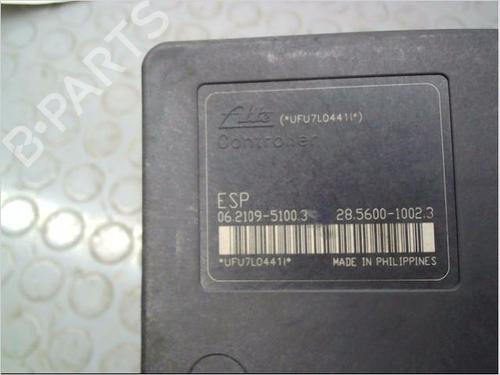 B-PARTS
Ate (*UFU7L0441I*)
Controller
ESP
06.2109-5100.3 28.5600-1002.3
*UFU7L0441I*
MADE IN PHILIPPINES